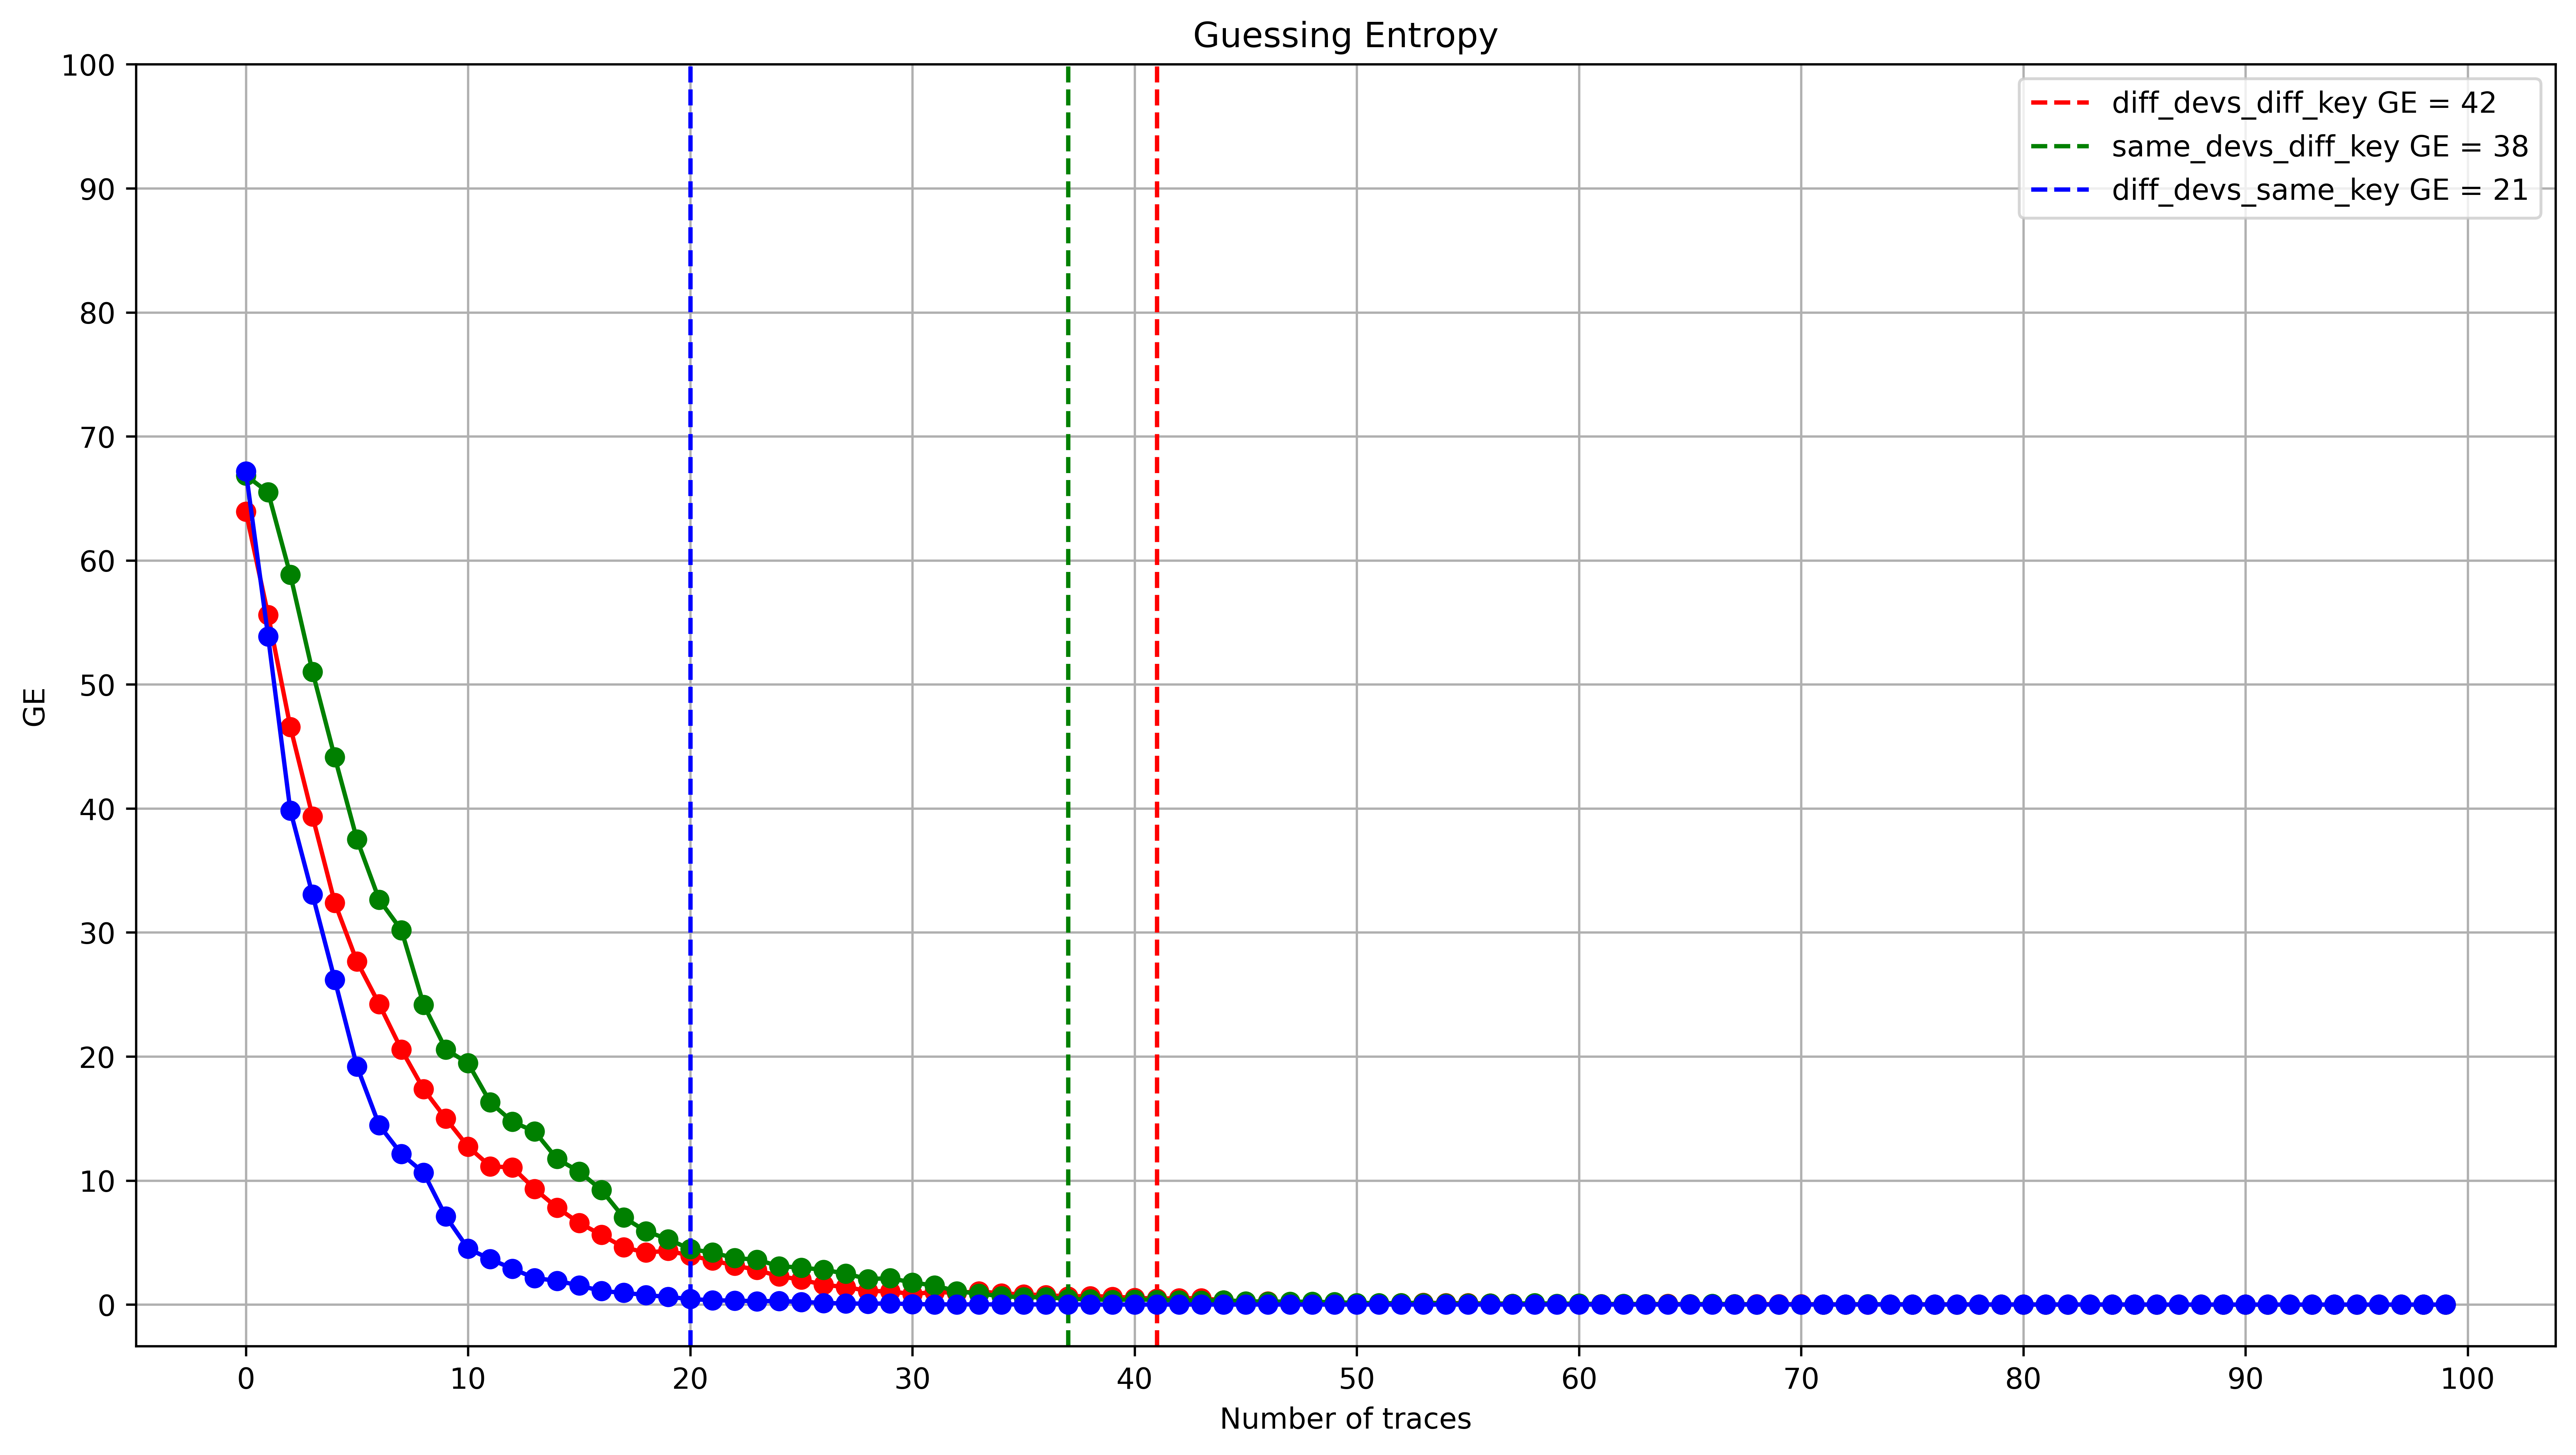 Guessing Entropy
100
90
80
70
60
50
40
30
20
10
0
GE
diff_devs_diff_key GE = 42
same_devs_diff_key GE = 38
diff_devs_same_key GE = 21
0 10 20 30 40 50 60 70 80 90 100
Number of traces